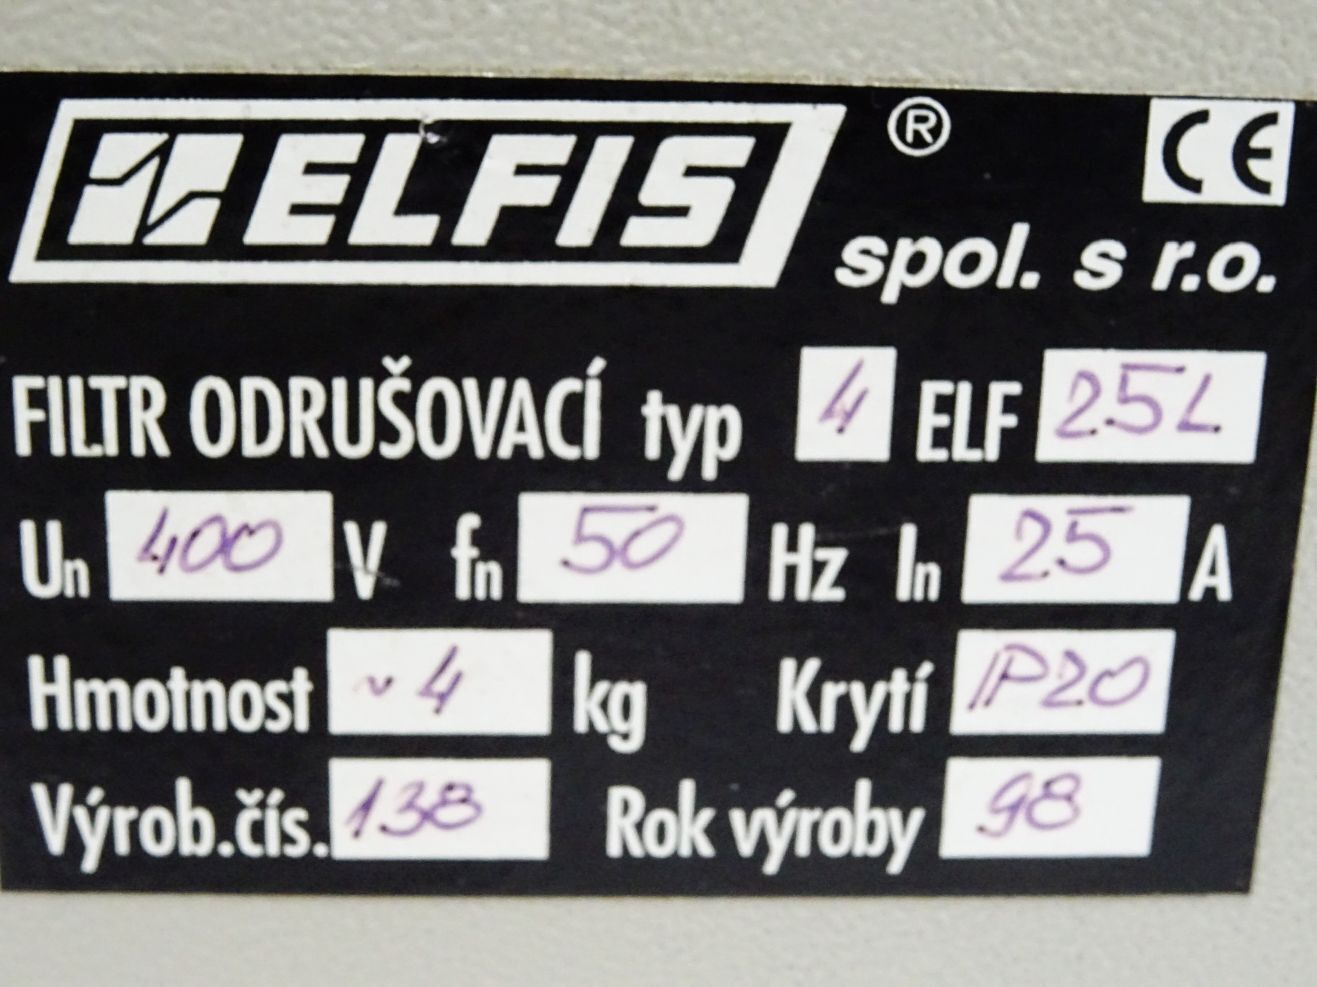 ELFIS ® CE
spol. s r.o.
FILTR ODRUŠOVACÍ typ 4 ELF 25L
Un 400 V fn 50 Hz In 25 A
Hmotnost ~4 kg Krytí IP20
Výrob.čís. 138 Rok výroby 98